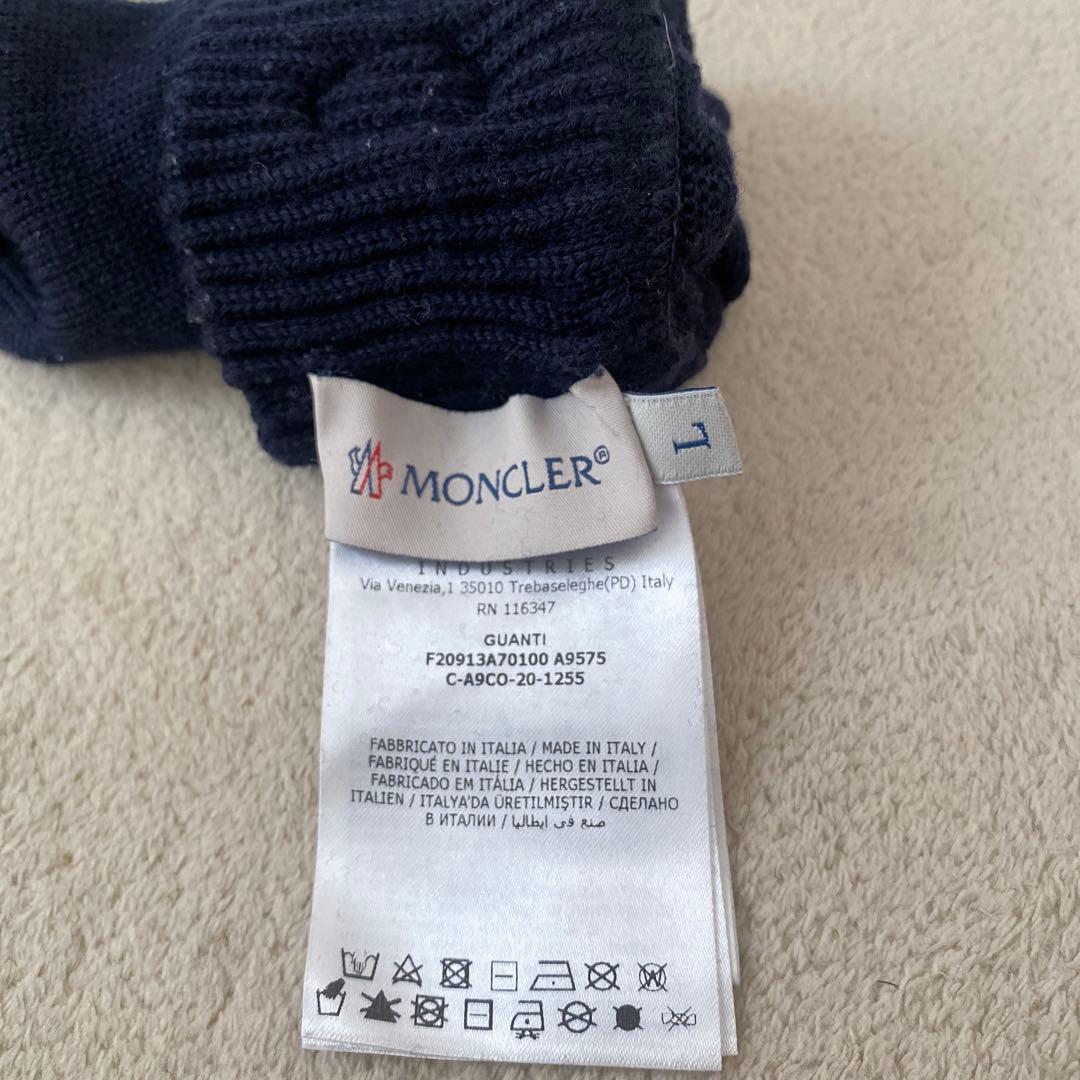 MONCLER®
L
INDUSTRIES
Via Venezia,1 35010 Trebaseleghe(PD) Italy
RN 116347
GUANTI
F20913A70100 A9575
C-A9CO-20-1255
FABBRICATO IN ITALIA / MADE IN ITALY /
FABRIQUÉ EN ITALIE / HECHO EN ITALIA /
FABRICADO EM ITÁLIA / HERGESTELLT IN
ITALIEN / ITALYA'DA ÜRETILMIŞTIR / СДЕЛАНО
В ИТАЛИИ / صنع في ايطاليا
W